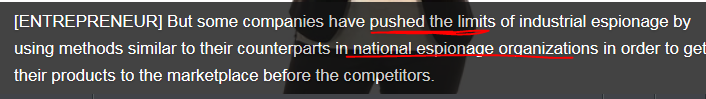 [ENTREPRENEUR] But some companies have pushed the limits of industrial espionage by
using methods similar to their counterparts in national espionage organizations in order to get
their products to the marketplace before the competitors.